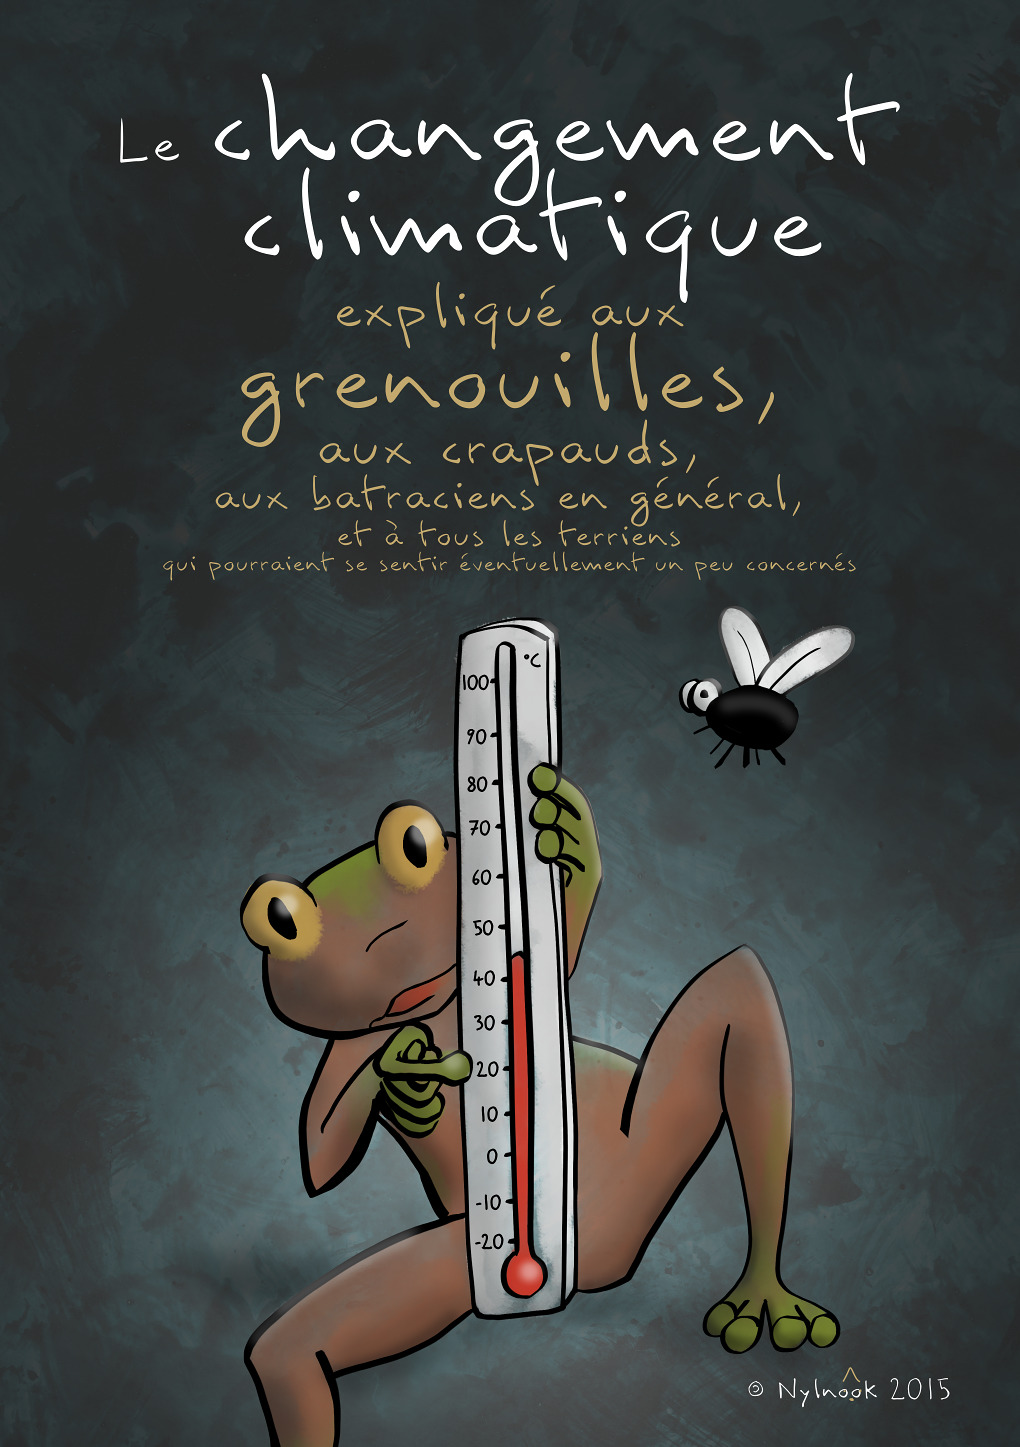 Le changement
climatique
expliqué aux
grenouilles,
aux crapauds,
aux batraciens en général,
et à tous les terriens
qui pourraient se sentir éventuellement un peu concernés
°C
100
90
80
70
60
50
40
30
20
10
0
-10
-20
© Nylnook 2015